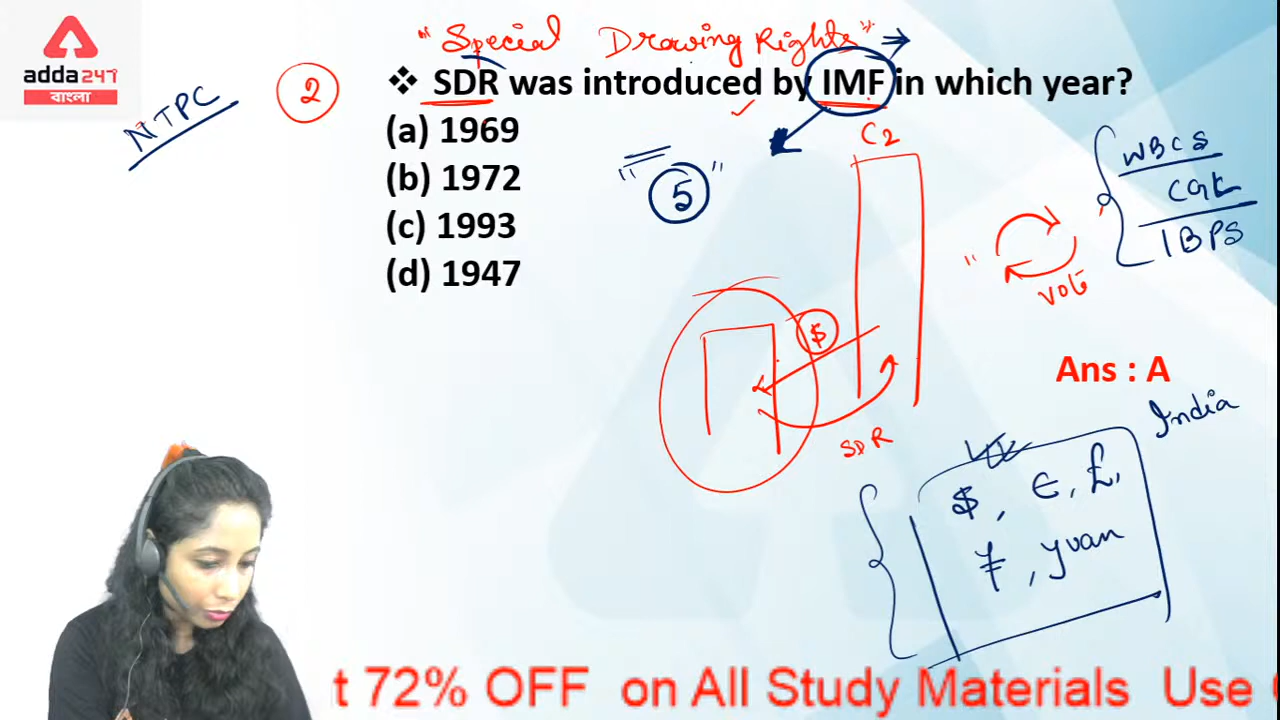 "Special Drawing Rights"
adda247
বাংলা
NTPC
2
❖ SDR was introduced by IMF in which year?
(a) 1969
(b) 1972
(c) 1993
(d) 1947
C2
"5"
WBCS
CGL
IBPS
vote
$
SDR
Ans : A
India
$, €, £,
¥, yuan
t 72% OFF on All Study Materials Use